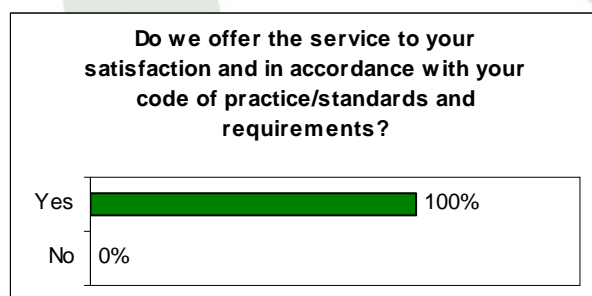 Do we offer the service to your
satisfaction and in accordance with your
code of practice/standards and
requirements?
Yes 100%
No 0%